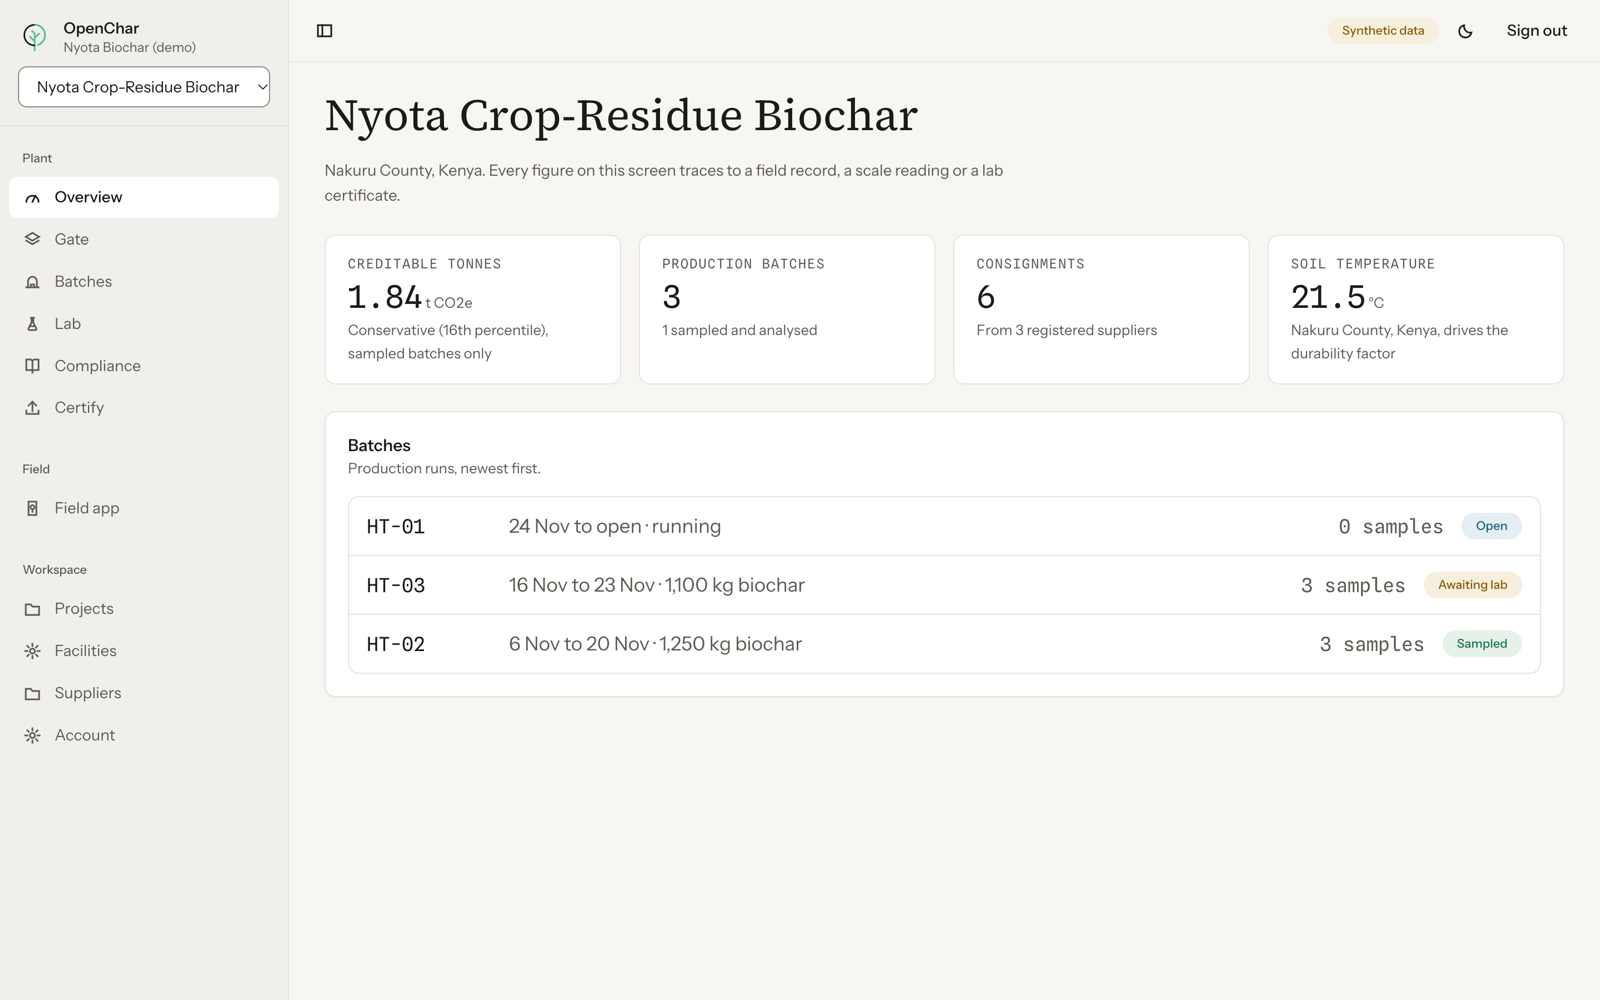 OpenChar
Nyota Biochar (demo)
Nyota Crop-Residue Biochar
Plant
Overview
Gate
Batches
Lab
Compliance
Certify
Field
Field app
Workspace
Projects
Facilities
Suppliers
Account
Synthetic data
Sign out
Nyota Crop-Residue Biochar
Nakuru County, Kenya. Every figure on this screen traces to a field record, a scale reading or a lab
certificate.
CREDITABLE TONNES
1.84 t CO2e
Conservative (16th percentile),
sampled batches only
PRODUCTION BATCHES
3
1 sampled and analysed
CONSIGNMENTS
6
From 3 registered suppliers
SOIL TEMPERATURE
21.5 °C
Nakuru County, Kenya, drives the
durability factor
Batches
Production runs, newest first.
HT-01 24 Nov to open · running 0 samples Open
HT-03 16 Nov to 23 Nov · 1,100 kg biochar 3 samples Awaiting lab
HT-02 6 Nov to 20 Nov · 1,250 kg biochar 3 samples Sampled